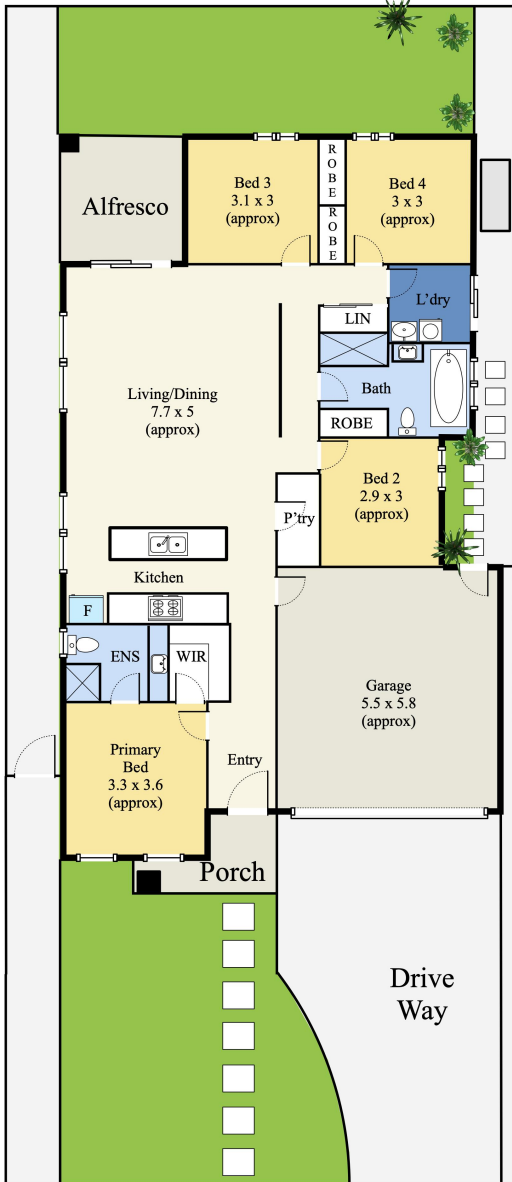 Bed 3
3.1 x 3
(approx)
R
O
B
E
R
O
B
E
Bed 4
3 x 3
(approx)
Alfresco
L'dry
LIN
Living/Dining
7.7 x 5
(approx)
Bath
ROBE
Bed 2
2.9 x 3
(approx)
P'try
Kitchen
F
ENS
WIR
Garage
5.5 x 5.8
(approx)
Primary
Bed
3.3 x 3.6
(approx)
Entry
Porch
Drive
Way